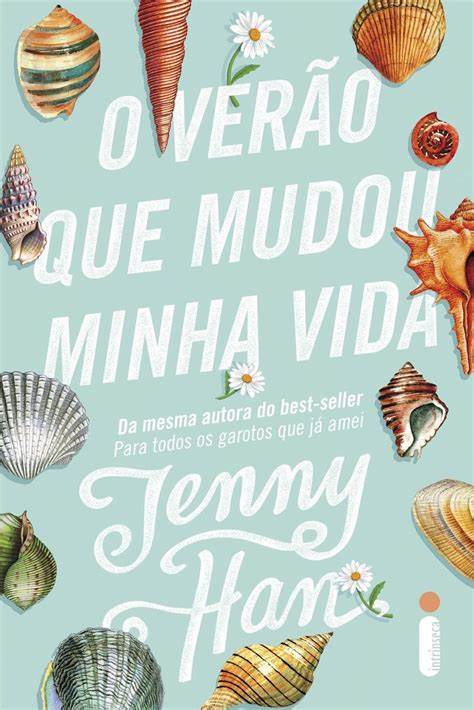 O VERÃO
QUE MUDOU
MINHA VIDA
Da mesma autora do best-seller
Para todos os garotos que já amei
Jenny
Han
intrínseca